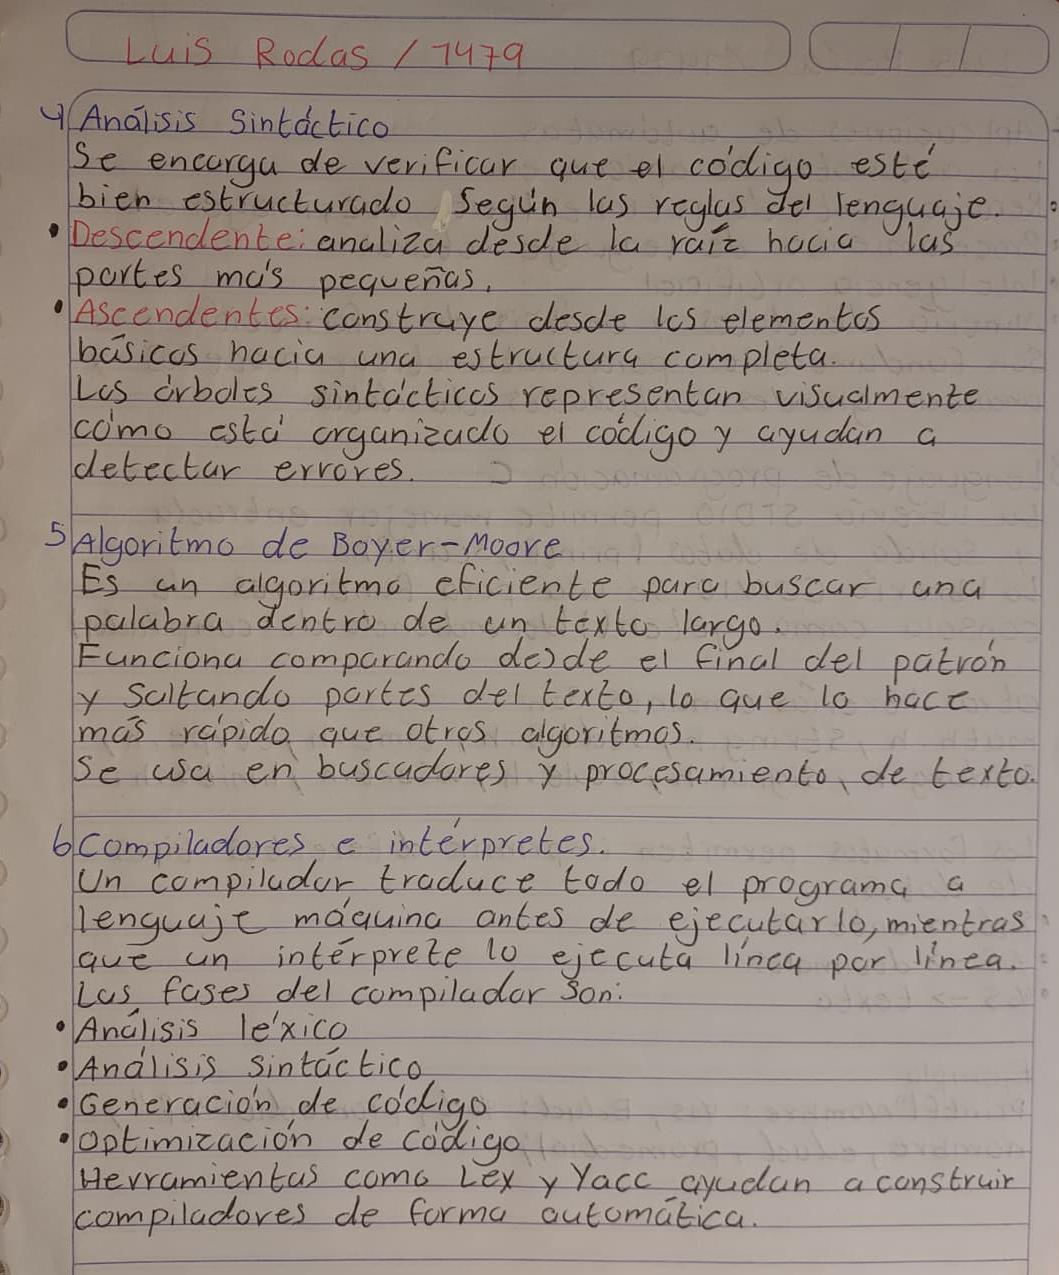 Luis Rodas / 7479
4 Análisis Sintáctico
Se encarga de verificar que el código esté
bien estructurado según las reglas del lenguaje.
• Descendente: analiza desde la raíz hacia las
partes más pequeñas.
• Ascendentes: construye desde los elementos
básicos hacia una estructura completa.
Los árboles sintácticos representan visualmente
cómo está organizado el código y ayudan a
detectar errores.
5 Algoritmo de Boyer-Moore
Es un algoritmo eficiente para buscar una
palabra dentro de un texto largo.
Funciona comparando desde el final del patrón
y saltando partes del texto, lo que lo hace
más rápido que otros algoritmos.
Se usa en buscadores y procesamiento de texto.
6 Compiladores e intérpretes.
Un compilador traduce todo el programa a
lenguaje máquina antes de ejecutarlo, mientras
que un intérprete lo ejecuta línea por línea.
Las fases del compilador son:
• Análisis léxico
• Análisis sintáctico
• Generación de código
• Optimización de código
Herramientas como Lex y Yacc ayudan a construir
compiladores de forma automática.